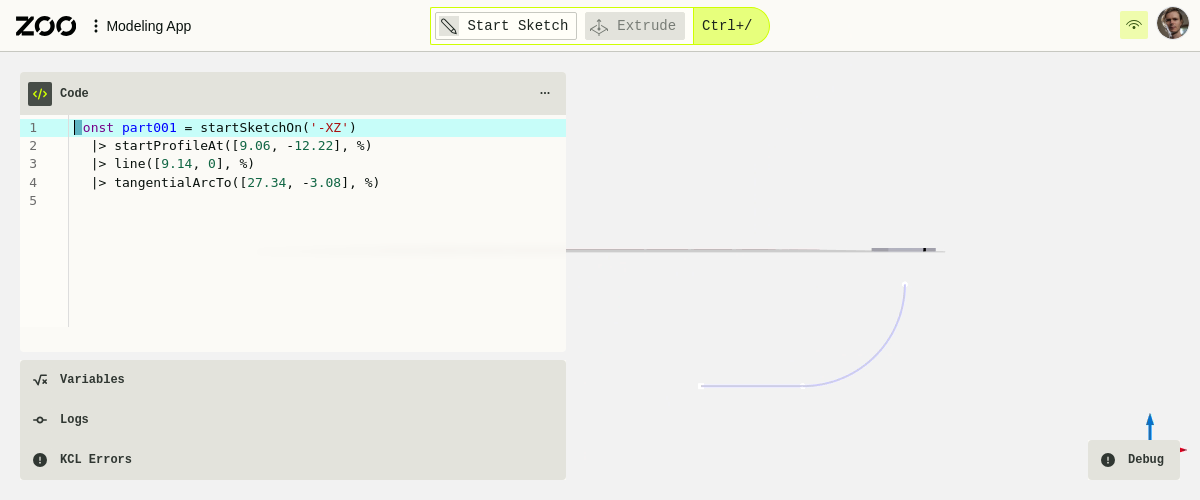 ZOO Modeling App Start Sketch Extrude Ctrl+/
Code ...
1 const part001 = startSketchOn('-XZ')
2 |> startProfileAt([9.06, -12.22], %)
3 |> line([9.14, 0], %)
4 |> tangentialArcTo([27.34, -3.08], %)
5
Variables
Logs
KCL Errors
Debug